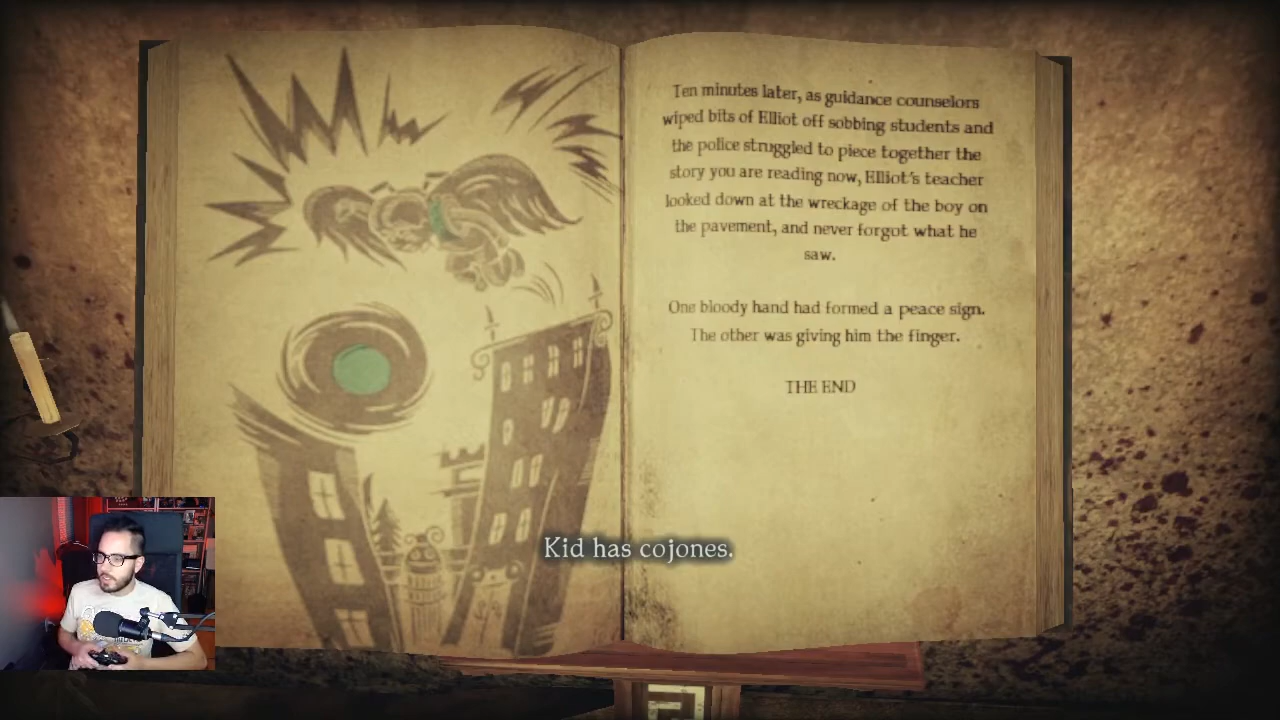 Ten minutes later, as guidance counselors
wiped bits of Elliot off sobbing students and
the police struggled to piece together the
story you are reading now, Elliot's teacher
looked down at the wreckage of the boy on
the pavement, and never forgot what he
saw.
One bloody hand had formed a peace sign.
The other was giving him the finger.
THE END
Kid has cojones.